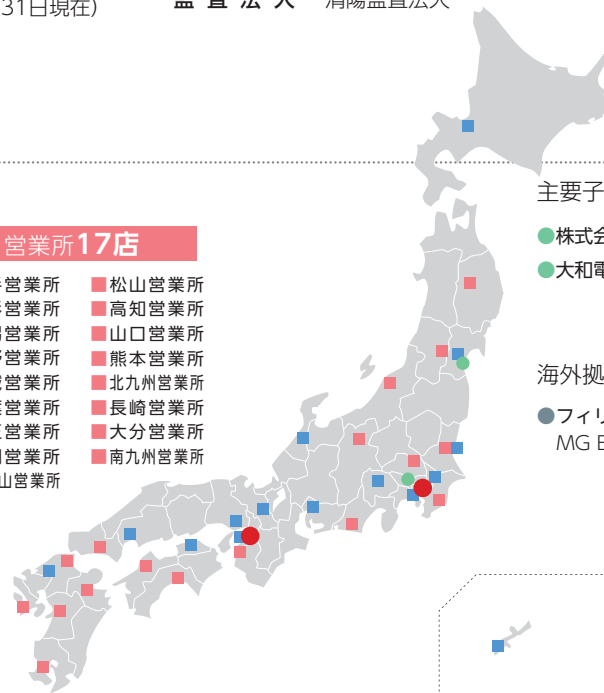 31日現在)
監査法人 清陽監査法人
営業所17店
営業所 ■松山営業所
営業所 ■高知営業所
営業所 ■山口営業所
営業所 ■熊本営業所
営業所 ■北九州営業所
営業所 ■長崎営業所
営業所 ■大分営業所
営業所 ■南九州営業所
山営業所
主要子
●株式会
●大和電
海外拠
●フィリ
MG E